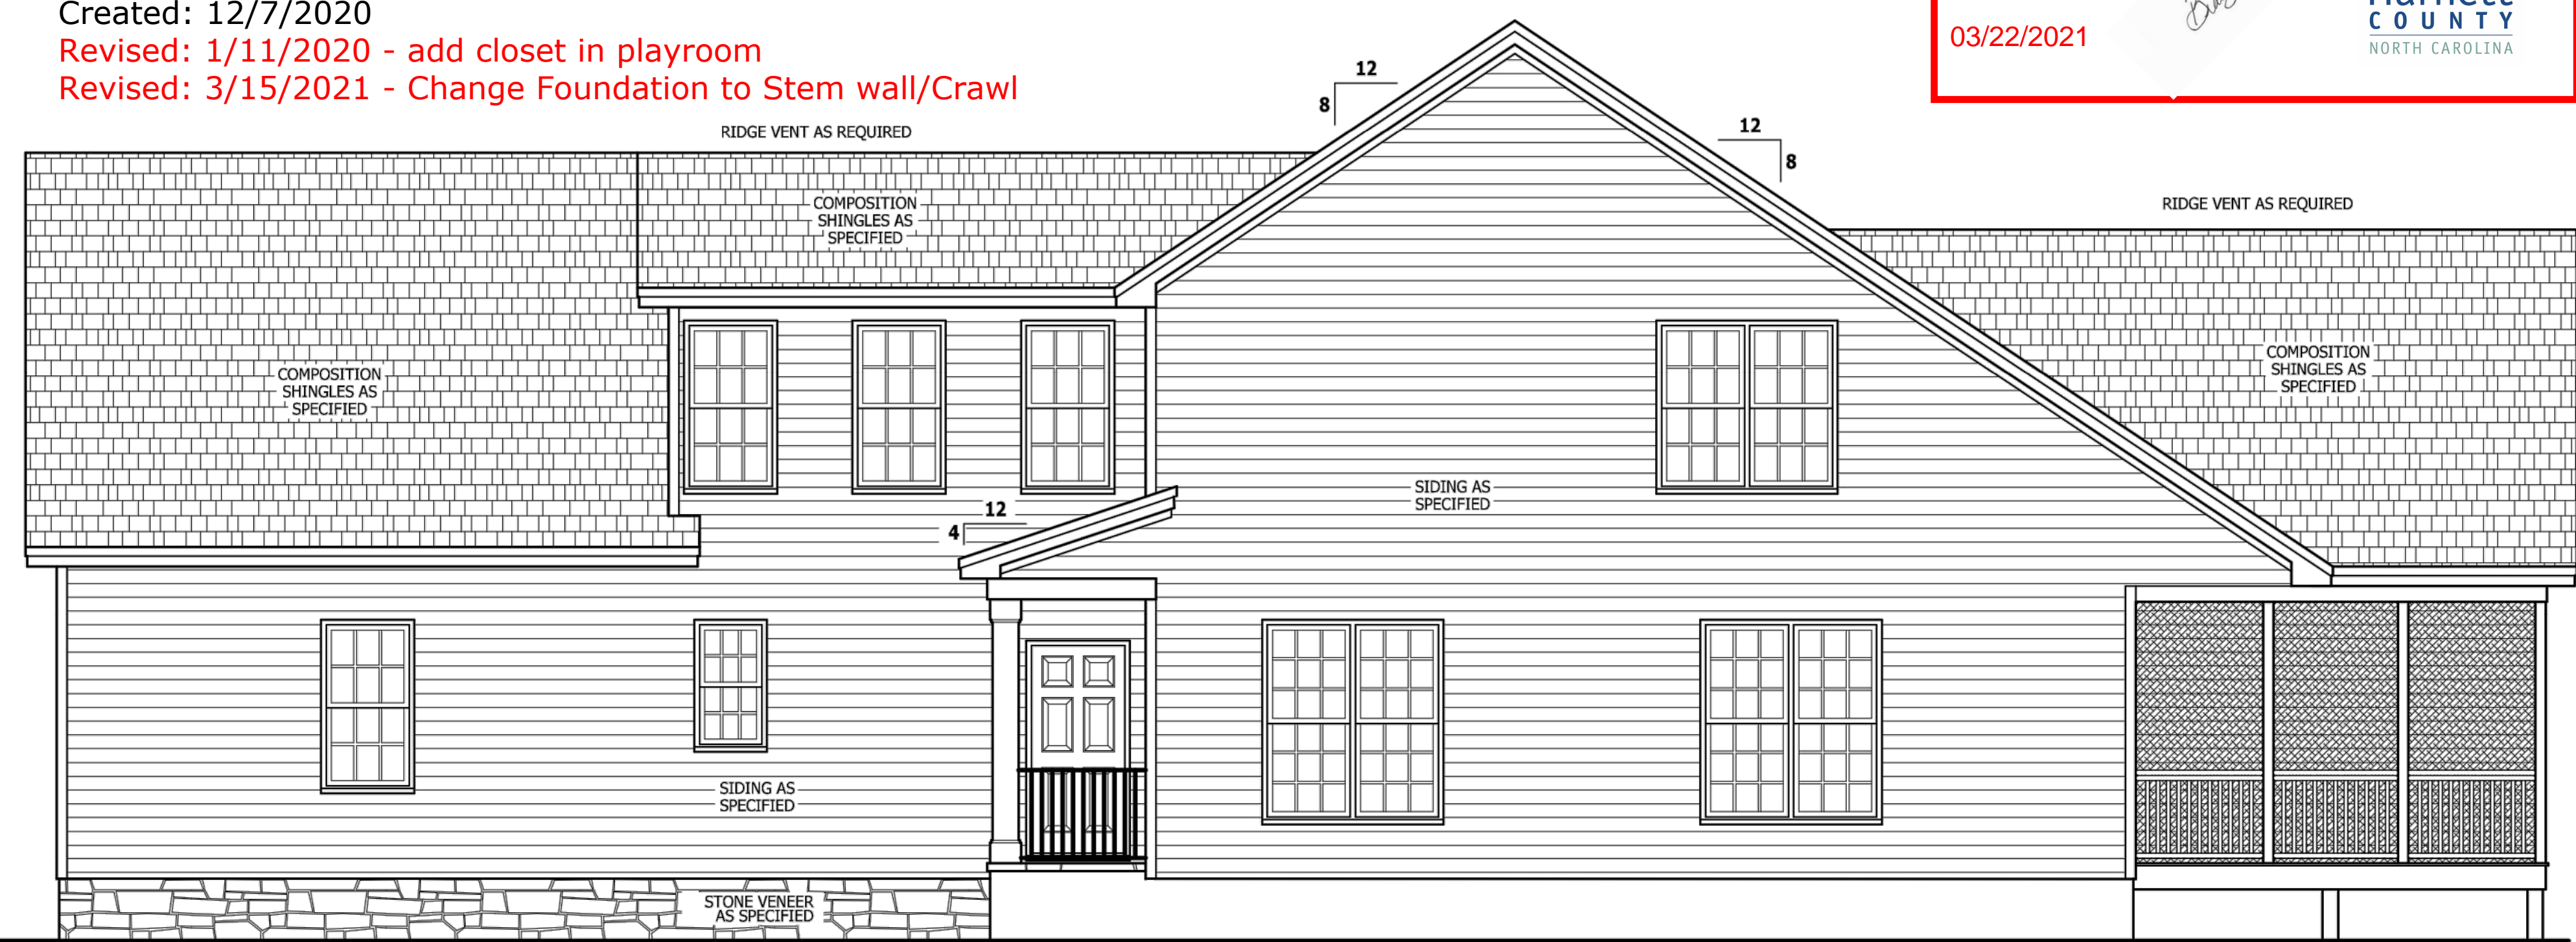 Created: 12/7/2020
Revised: 1/11/2020 - add closet in playroom
Revised: 3/15/2021 - Change Foundation to Stem wall/Crawl
03/22/2021
Harnett
COUNTY
NORTH CAROLINA
12
8
12
8
RIDGE VENT AS REQUIRED
RIDGE VENT AS REQUIRED
COMPOSITION
SHINGLES AS
SPECIFIED
COMPOSITION
SHINGLES AS
SPECIFIED
COMPOSITION
SHINGLES AS
SPECIFIED
SIDING AS
SPECIFIED
12
4
SIDING AS
SPECIFIED
STONE VENEER
AS SPECIFIED